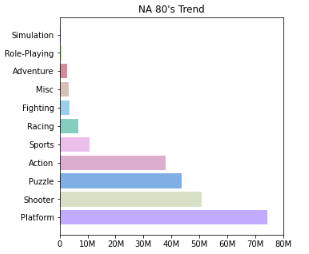 NA 80's Trend
Simulation
Role-Playing
Adventure
Misc
Fighting
Racing
Sports
Action
Puzzle
Shooter
Platform
0 10M 20M 30M 40M 50M 60M 70M 80M